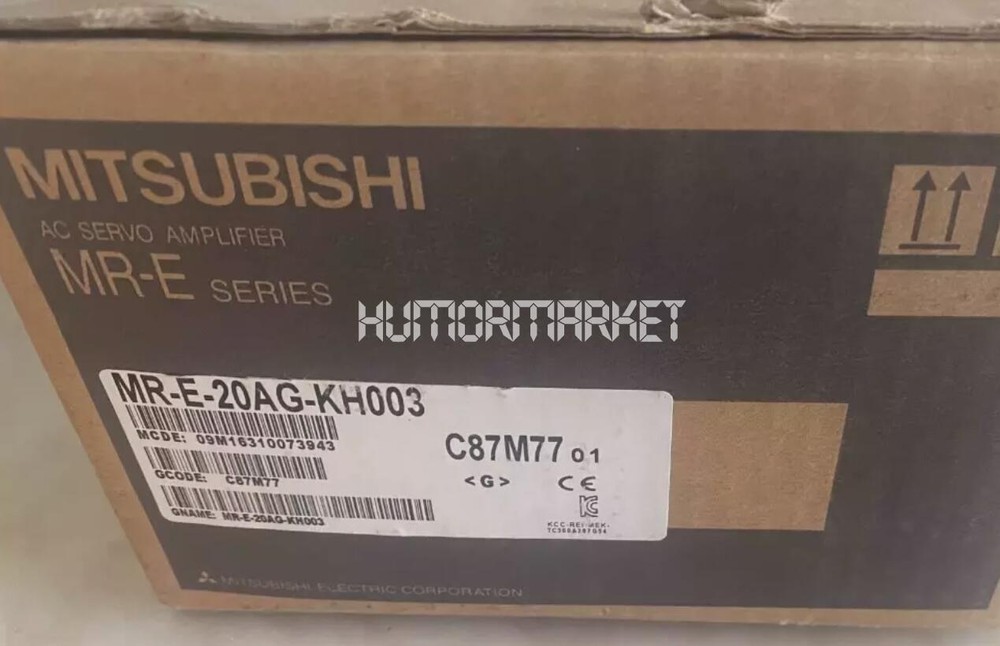 MITSUBISHI
AC SERVO AMPLIFIER
MR-E SERIES
HUMORMARKET
MR-E-20AG-KH003
MCDE: 09M16310073943
C87M77 01
GCODE: C87M77
<G> CE
GNAME: MR-E-20AG-KH003
MITSUBISHI ELECTRIC CORPORATION